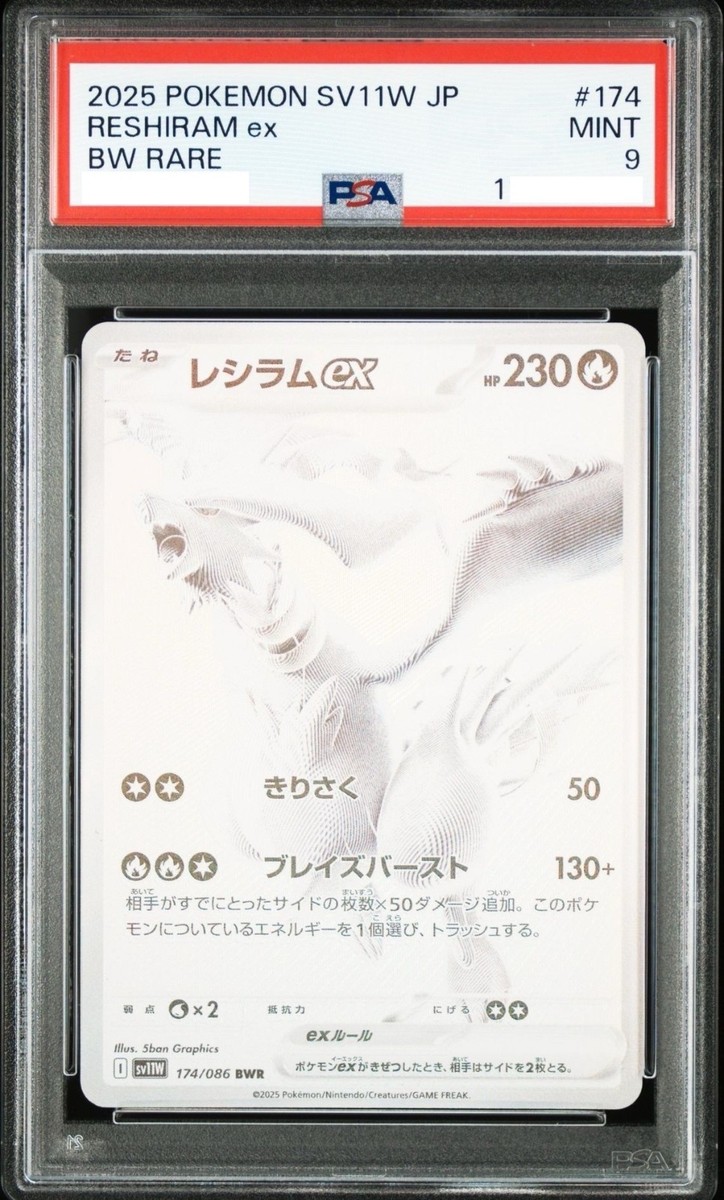 2025 POKEMON SV11W JP #174
RESHIRAM ex MINT
BW RARE 9
PSA 1
たね レシラムex HP230
きりさく 50
ブレイズバースト 130+
相手がすでにとったサイドの枚数×50ダメージ追加。このポケ
モンについているエネルギーを1個選び、トラッシュする。
弱点 ×2 抵抗力 にげる
exルール
Illus. 5ban Graphics
I sv11W 174/086 BWR ポケモンexがきぜつしたとき、相手はサイドを2枚とる。
©2025 Pokémon/Nintendo/Creatures/GAME FREAK.
PSA